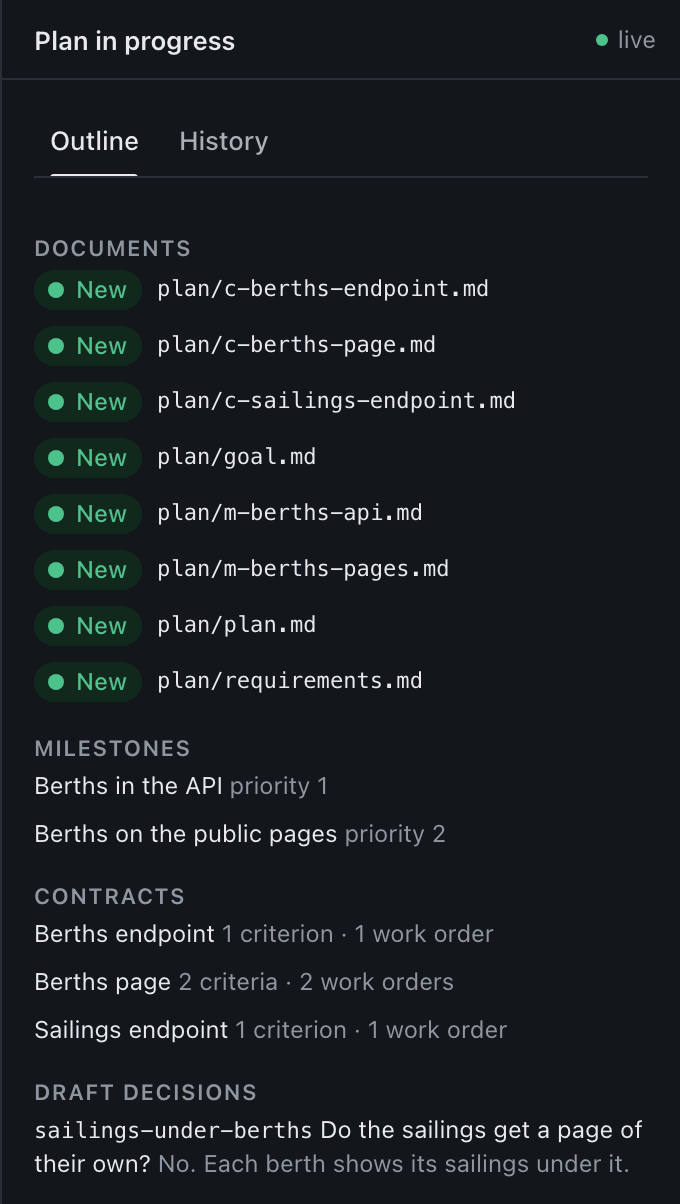 Plan in progress
live
Outline History
DOCUMENTS
New plan/c-berths-endpoint.md
New plan/c-berths-page.md
New plan/c-sailings-endpoint.md
New plan/goal.md
New plan/m-berths-api.md
New plan/m-berths-pages.md
New plan/plan.md
New plan/requirements.md
MILESTONES
Berths in the API priority 1
Berths on the public pages priority 2
CONTRACTS
Berths endpoint 1 criterion · 1 work order
Berths page 2 criteria · 2 work orders
Sailings endpoint 1 criterion · 1 work order
DRAFT DECISIONS
sailings-under-berths Do the sailings get a page of
their own? No. Each berth shows its sailings under it.